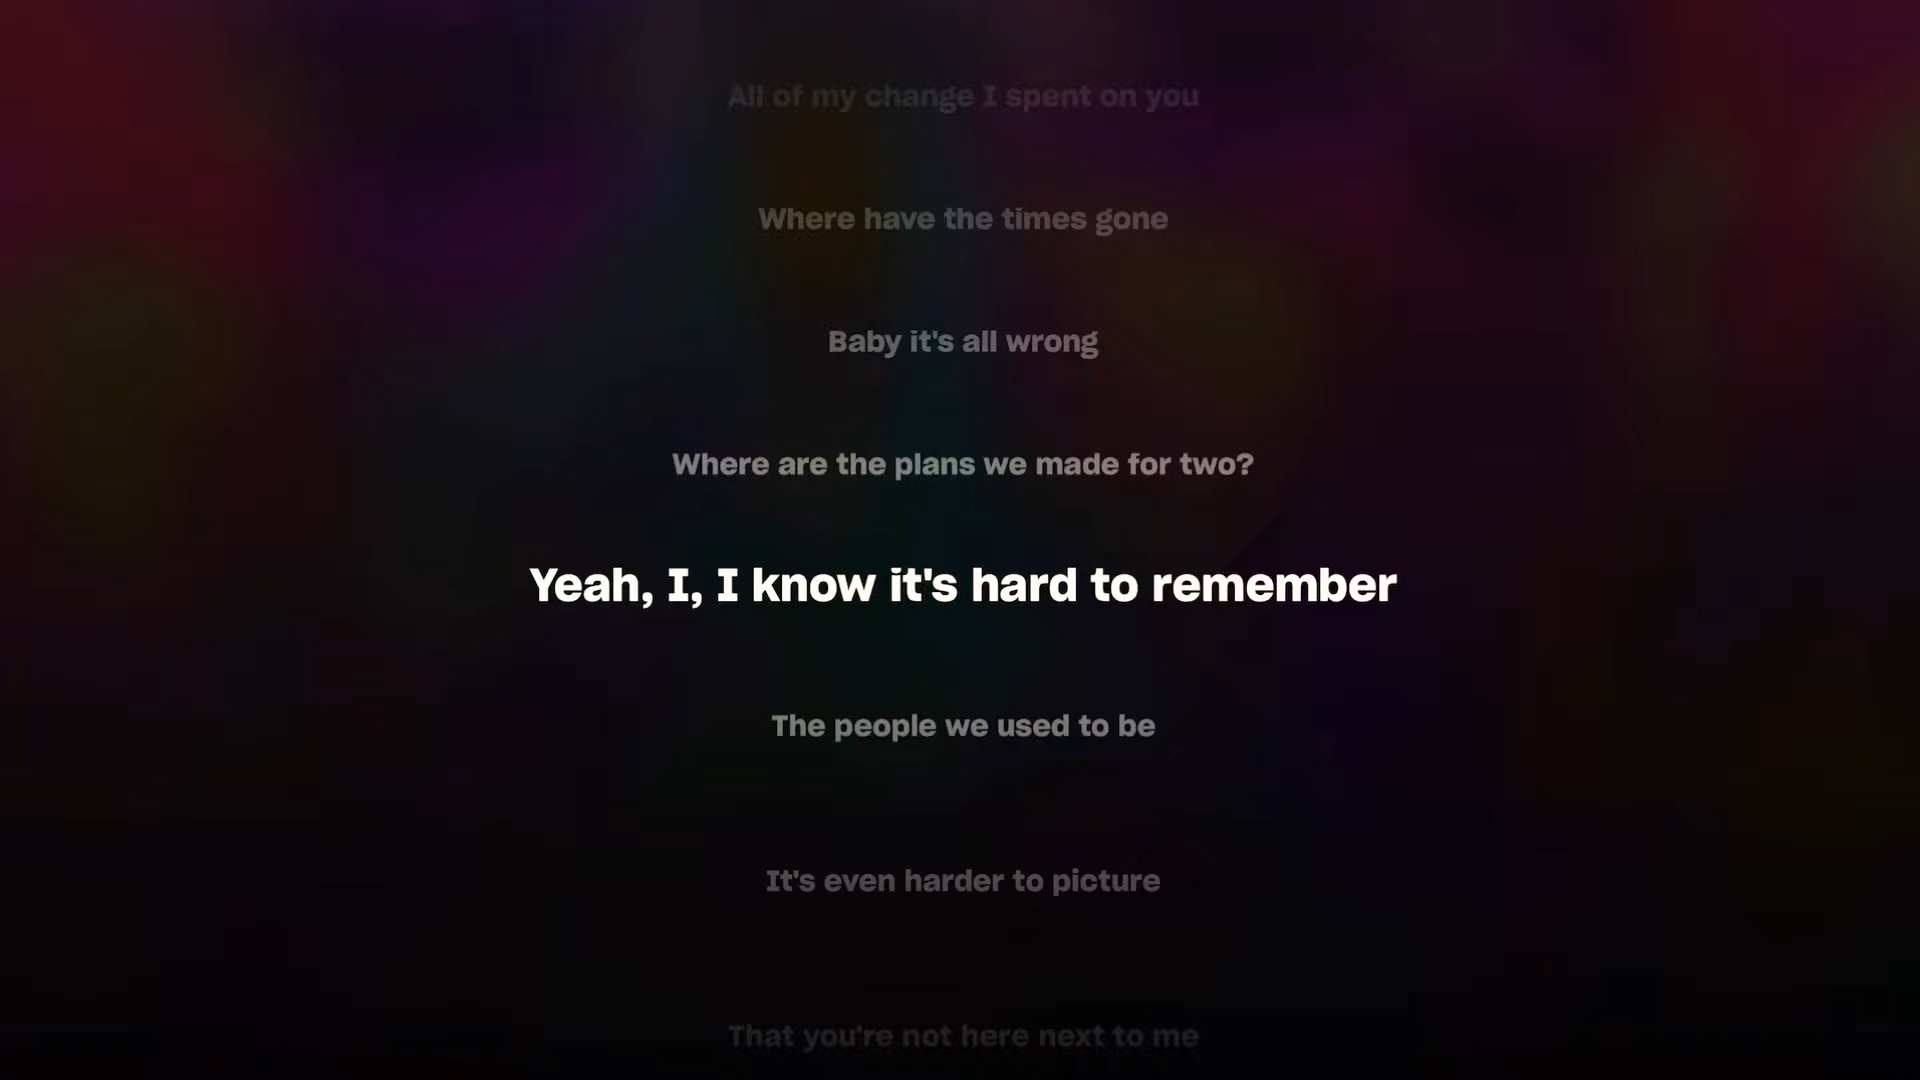 All of my change I spent on you
Where have the times gone
Baby it's all wrong
Where are the plans we made for two?
Yeah, I, I know it's hard to remember
The people we used to be
It's even harder to picture
That you're not here next to me